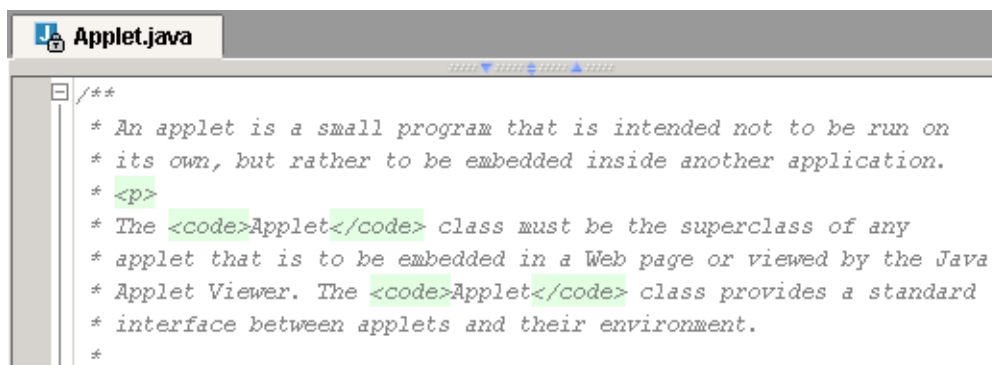 Applet.java
/**
* An applet is a small program that is intended not to be run on
* its own, but rather to be embedded inside another application.
* <p>
* The <code>Applet</code> class must be the superclass of any
* applet that is to be embedded in a Web page or viewed by the Java
* Applet Viewer. The <code>Applet</code> class provides a standard
* interface between applets and their environment.
*